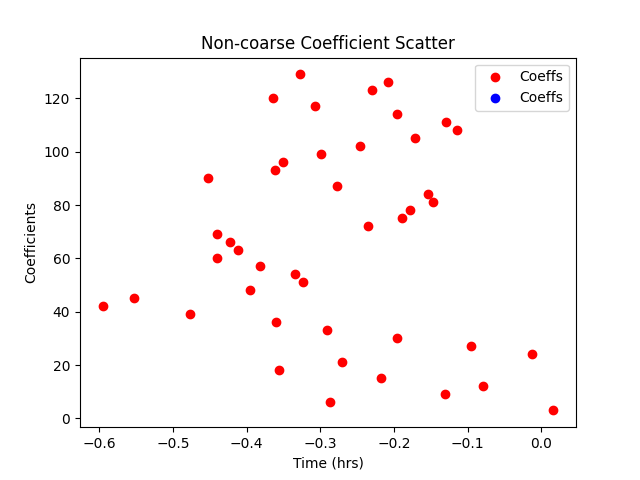 Non-coarse Coefficient Scatter
Coeffs
Coeffs
Coefficients
120
100
80
60
40
20
0
−0.6
−0.5
−0.4
−0.3
−0.2
−0.1
0.0
Time (hrs)